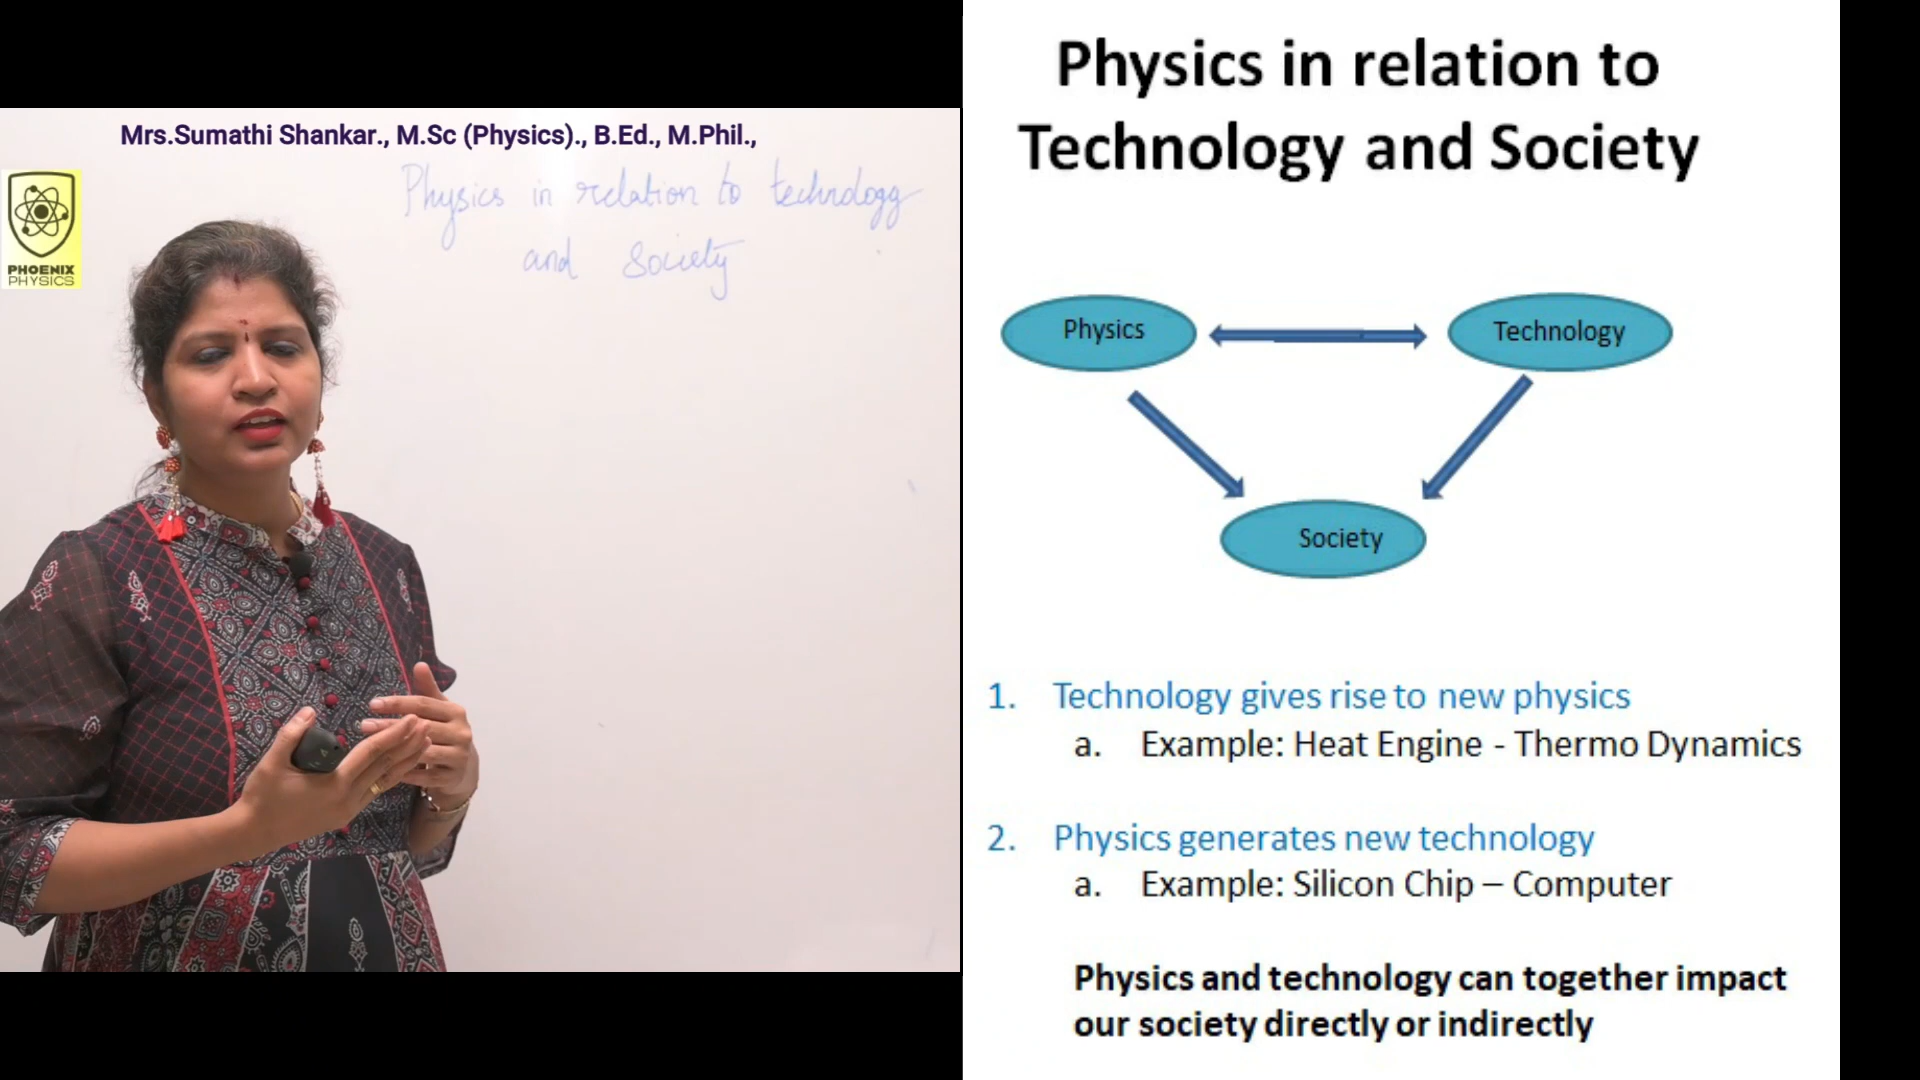 Mrs.Sumathi Shankar., M.Sc (Physics)., B.Ed., M.Phil.,
PHOENIX
PHYSICS
Physics in relation to technology
and Society
Physics in relation to
Technology and Society
Physics
Technology
Society
1. Technology gives rise to new physics
a. Example: Heat Engine - Thermo Dynamics
2. Physics generates new technology
a. Example: Silicon Chip – Computer
Physics and technology can together impact
our society directly or indirectly